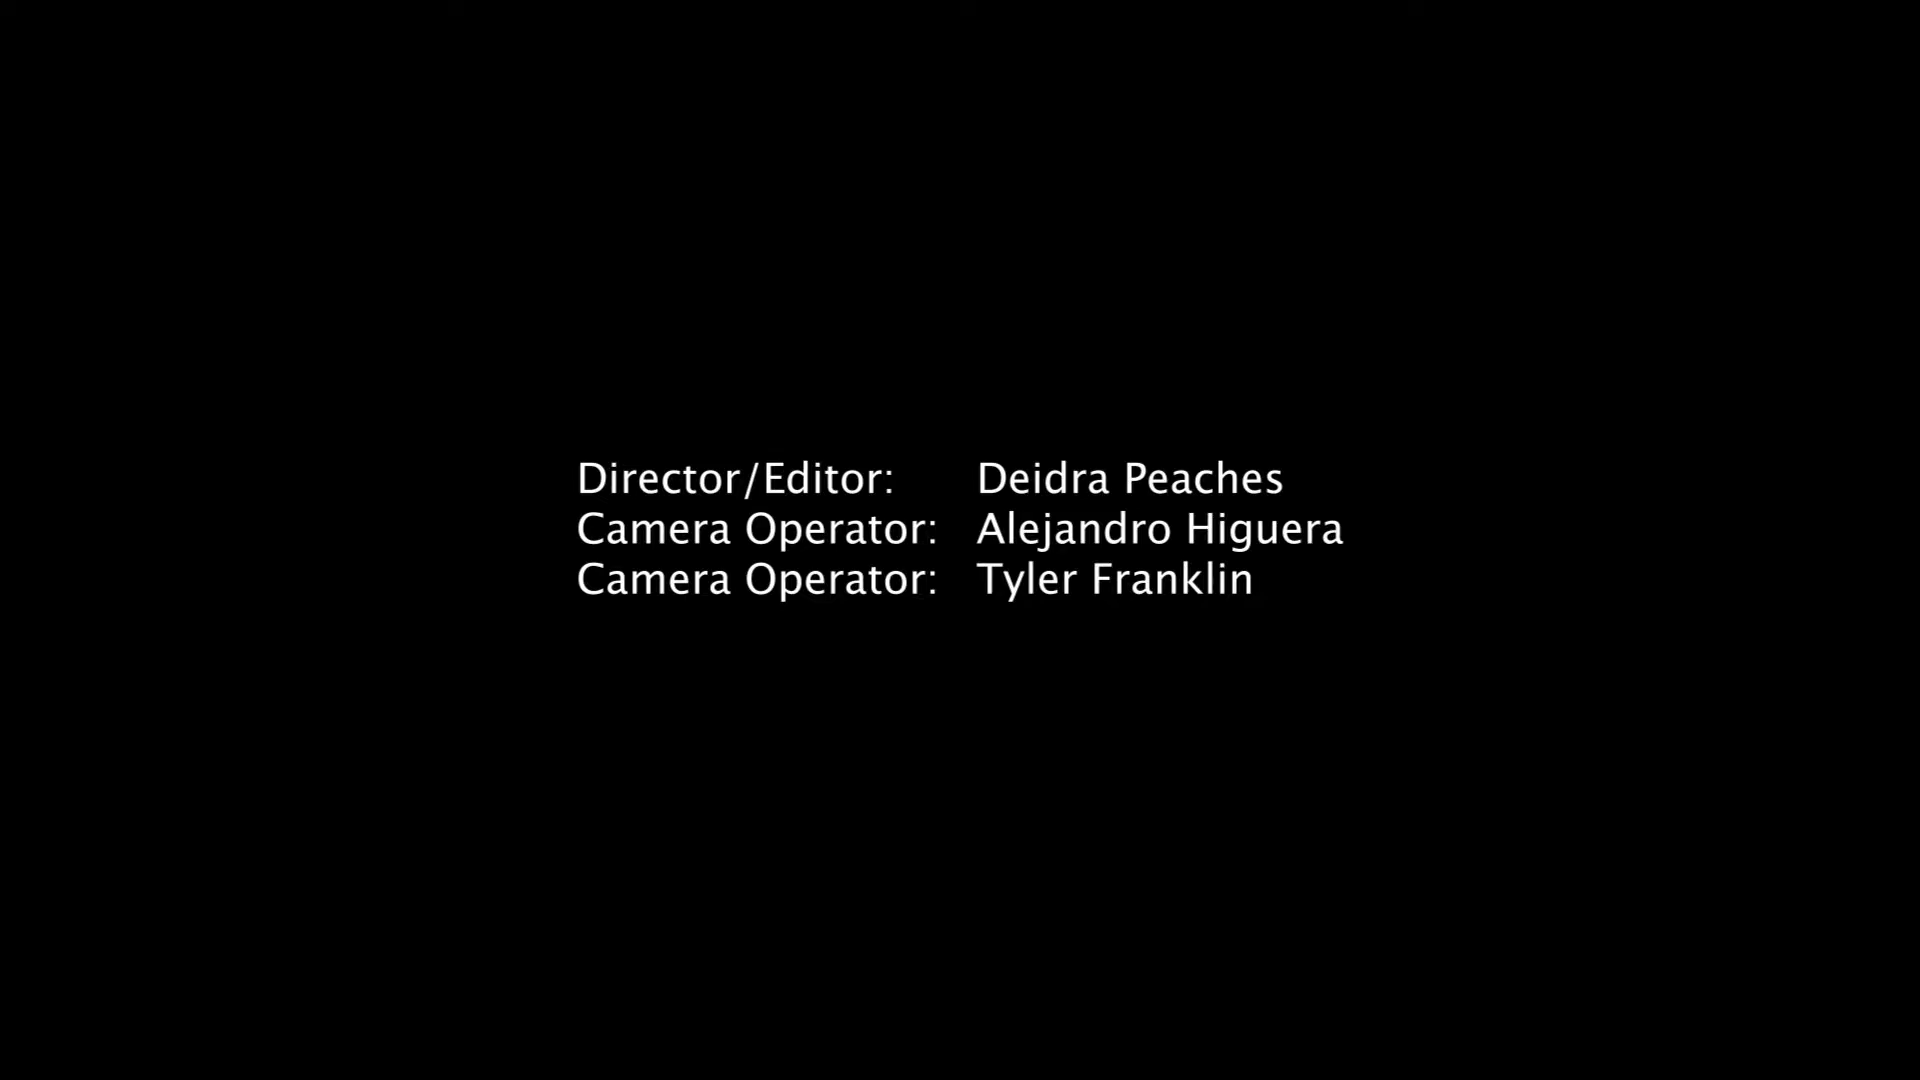 Director/Editor: Deidra Peaches
Camera Operator: Alejandro Higuera
Camera Operator: Tyler Franklin